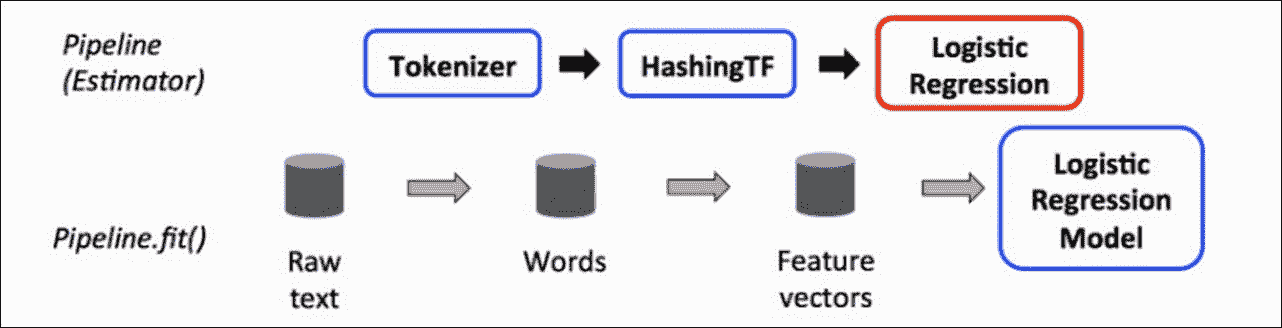 Pipeline
(Estimator)
Tokenizer
HashingTF
Logistic
Regression
Pipeline.fit()
Raw
text
Words
Feature
vectors
Logistic
Regression
Model